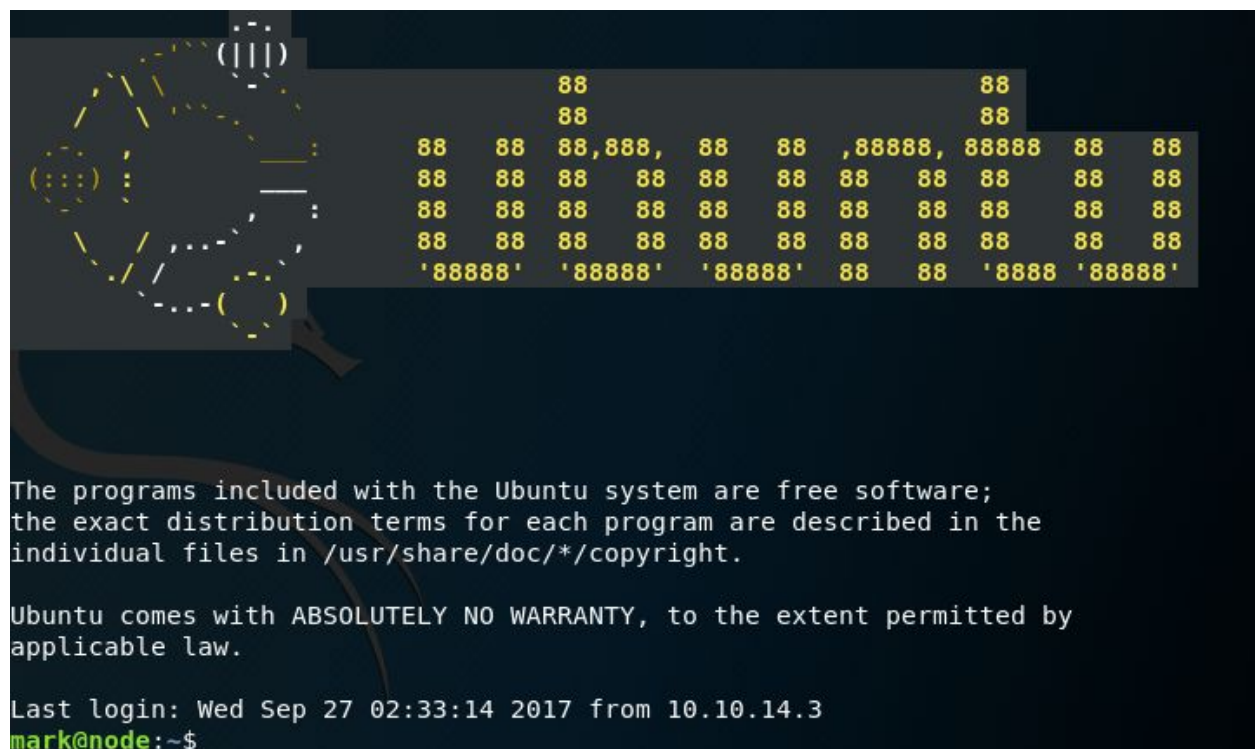 ubuntu
The programs included with the Ubuntu system are free software;
the exact distribution terms for each program are described in the
individual files in /usr/share/doc/*/copyright.
Ubuntu comes with ABSOLUTELY NO WARRANTY, to the extent permitted by
applicable law.
Last login: Wed Sep 27 02:33:14 2017 from 10.10.14.3
mark@node:~$